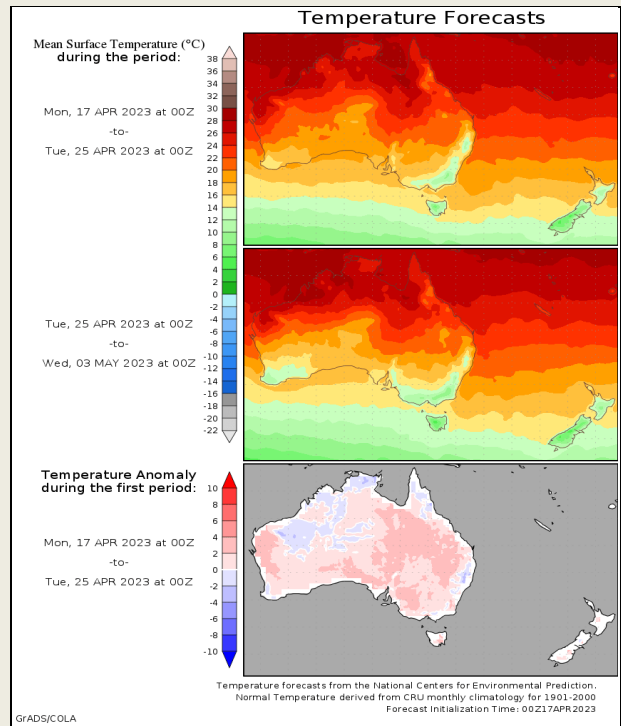 Temperature Forecasts
Mean Surface Temperature (°C)
during the period:
Mon, 17 APR 2023 at 00Z
-to-
Tue, 25 APR 2023 at 00Z
38
36
34
32
30
28
26
24
22
20
18
16
14
12
10
8
6
4
2
0
-2
-4
-6
-8
-10
-12
-14
-16
-18
-20
-22
Tue, 25 APR 2023 at 00Z
-to-
Wed, 03 MAY 2023 at 00Z
Temperature Anomaly
during the first period:
Mon, 17 APR 2023 at 00Z
-to-
Tue, 25 APR 2023 at 00Z
10
8
6
4
2
0
-2
-4
-6
-8
-10
Temperature forecasts from the National Centers for Environmental Prediction.
Normal Temperature derived from CRU monthly climatology for 1901-2000
Forecast Initialization Time: 00Z17APR2023
GrADS/COLA